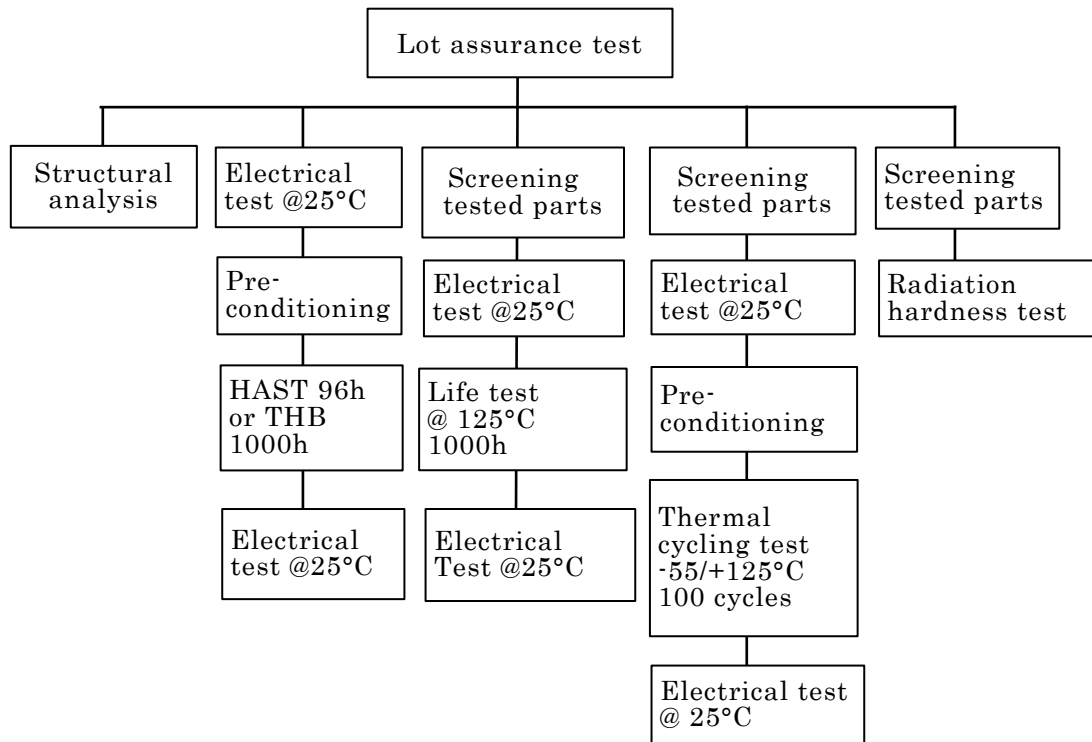 Lot assurance test
Structural
analysis
Electrical
test @25°C
Pre-
conditioning
HAST 96h
or THB
1000h
Electrical
test @25°C
Screening
tested parts
Electrical
test @25°C
Life test
@ 125°C
1000h
Electrical
Test @25°C
Screening
tested parts
Electrical
test @25°C
Pre-
conditioning
Thermal
cycling test
-55/+125°C
100 cycles
Electrical test
@ 25°C
Screening
tested parts
Radiation
hardness test